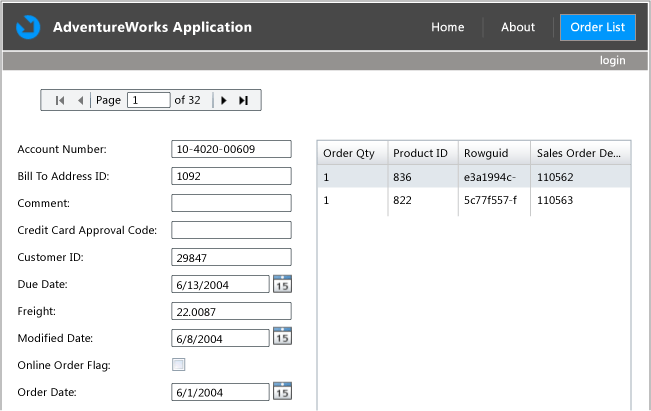 AdventureWorks Application Home About Order List
login
Page 1 of 32
Account Number: 10-4020-00609
Bill To Address ID: 1092
Comment:
Credit Card Approval Code:
Customer ID: 29847
Due Date: 6/13/2004 15
Freight: 22.0087
Modified Date: 6/8/2004 15
Online Order Flag:
Order Date: 6/1/2004 15
Order Qty Product ID Rowguid Sales Order De...
1 836 e3a1994c- 110562
1 822 5c77f557-f 110563